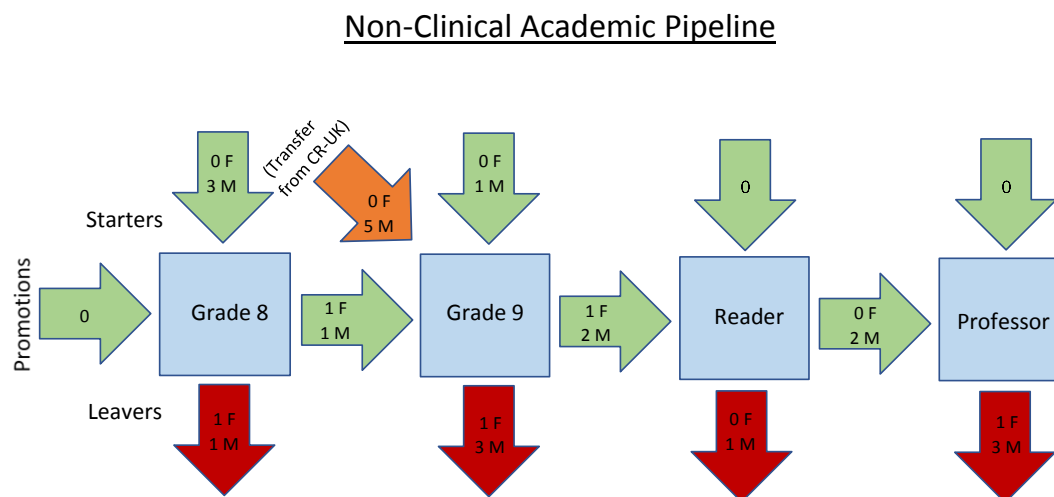 Non-Clinical Academic Pipeline
(Transfer
from CR-UK)
0 F
3 M
0 F
5 M
0 F
1 M
0
0
Starters
Promotions
0
Grade 8
1 F
1 M
Grade 9
1 F
2 M
Reader
0 F
2 M
Professor
Leavers
1 F
1 M
1 F
3 M
0 F
1 M
1 F
3 M